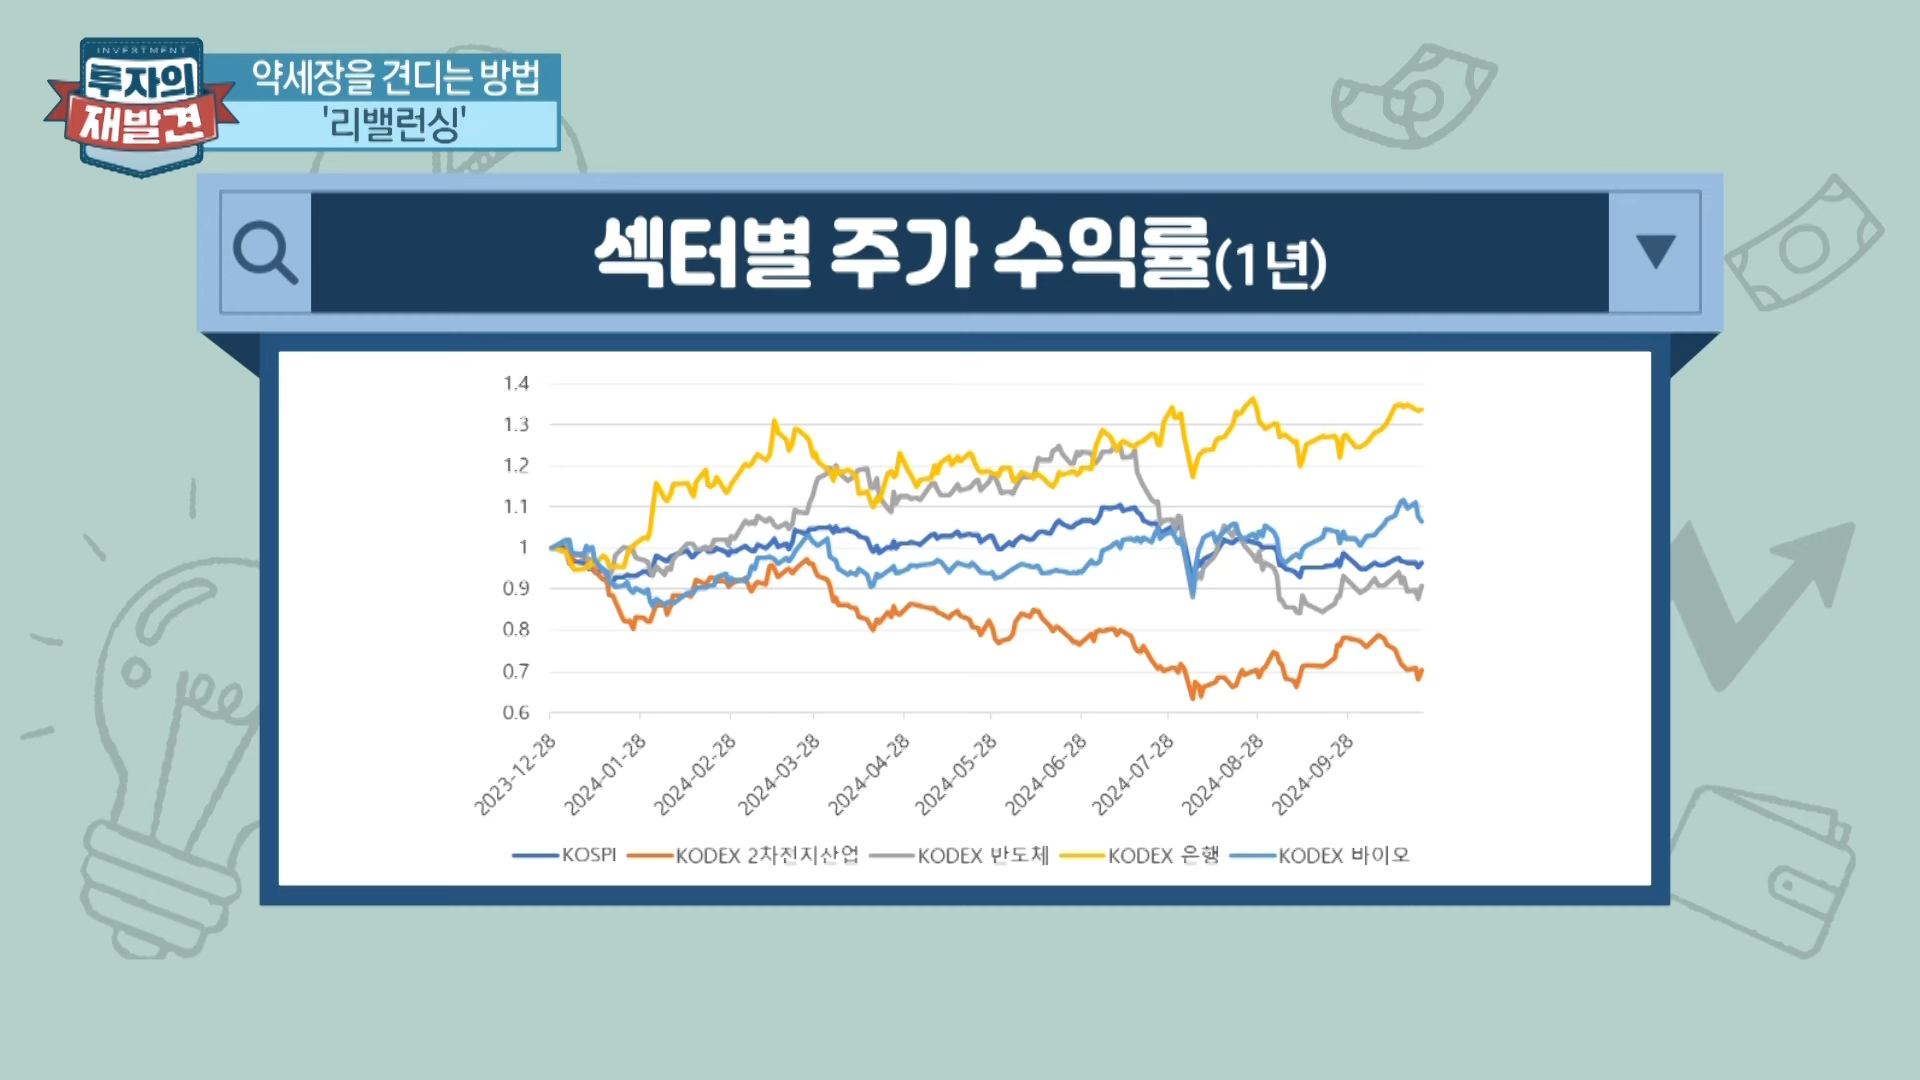 INVESTMENT
투자의
재발견
약세장을 견디는 방법
'리밸런싱'
섹터별 주가 수익률(1년)
1.4
1.3
1.2
1.1
1
0.9
0.8
0.7
0.6
2023-12-28
2024-01-28
2024-02-28
2024-03-28
2024-04-28
2024-05-28
2024-06-28
2024-07-28
2024-08-28
2024-09-28
KOSPI KODEX 2차전지산업 KODEX 반도체 KODEX 은행 KODEX 바이오